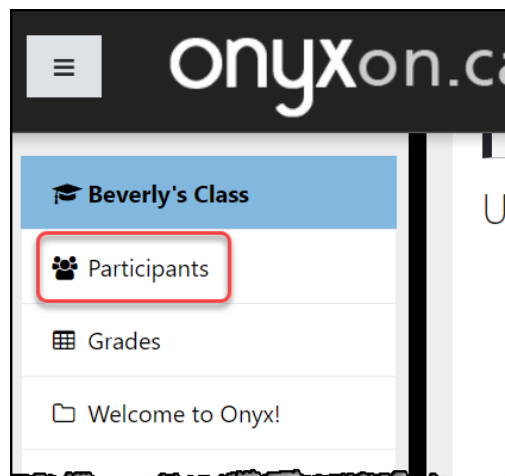 onyxon.ca
Beverly's Class
Participants
Grades
Welcome to Onyx!